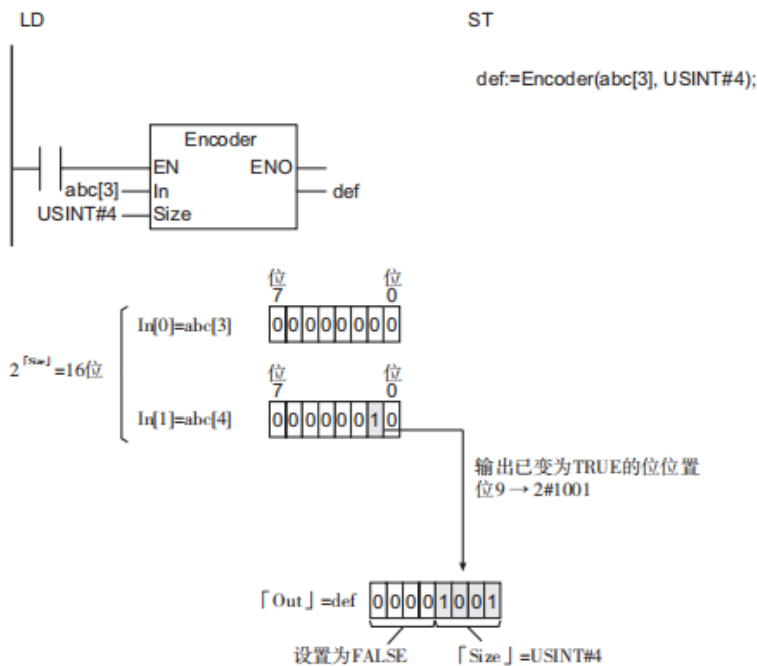 LD
ST
def:=Encoder(abc[3], USINT#4);
Encoder
EN
ENO
abc[3]
In
def
USINT#4
Size
位
7
位
0
In[0]=abc[3]
0 0 0 0 0 0 0 0
2「Size」=16位
位
7
位
0
In[1]=abc[4]
0 0 0 0 0 0 1 0
输出已变为TRUE的位位置
位9→2#1001
「Out」=def
0 0 0 0 1 0 0 1
设置为FALSE
「Size」=USINT#4